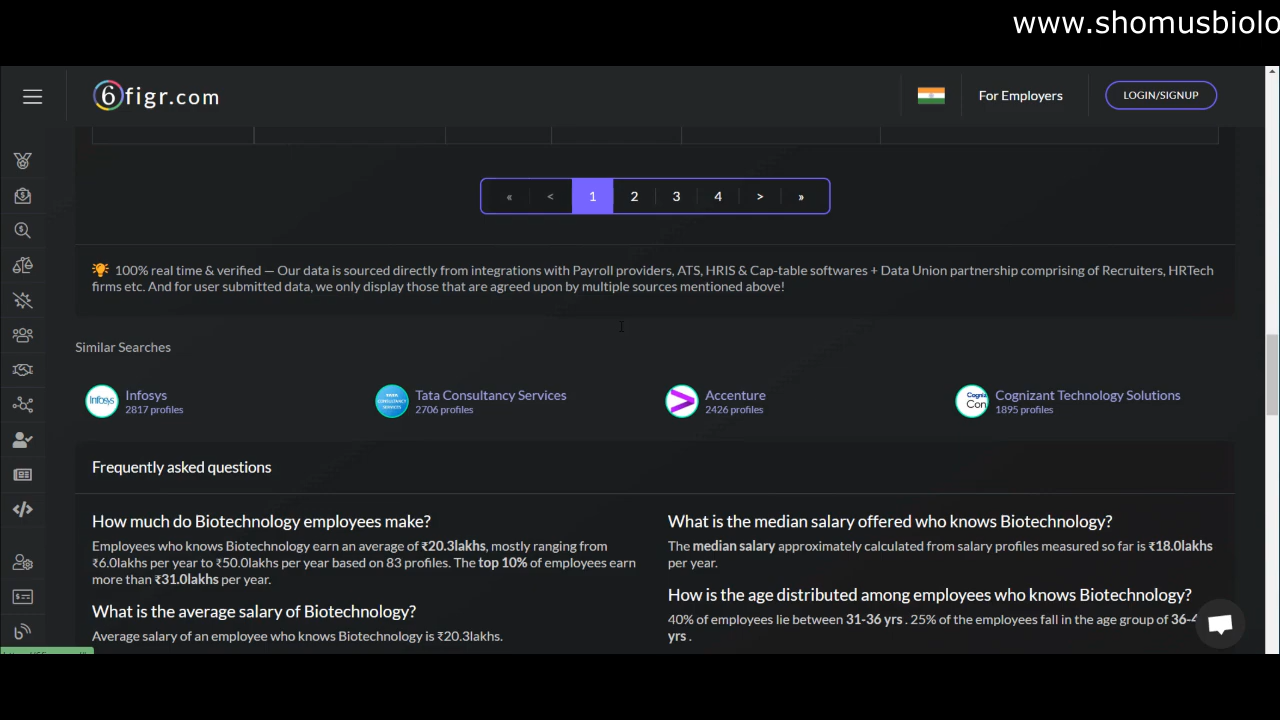 www.shomusbiolo
6figr.com
For Employers
LOGIN/SIGNUP
« < 1 2 3 4 > »
100% real time & verified — Our data is sourced directly from integrations with Payroll providers, ATS, HRIS & Cap-table softwares + Data Union partnership comprising of Recruiters, HRTech
firms etc. And for user submitted data, we only display those that are agreed upon by multiple sources mentioned above!
Similar Searches
Infosys
Infosys
2817 profiles
TATA
CONSULTANCY
SERVICES
Tata Consultancy Services
2706 profiles
Accenture
2426 profiles
Cogniz
Con
Cognizant Technology Solutions
1895 profiles
Frequently asked questions
How much do Biotechnology employees make?
Employees who knows Biotechnology earn an average of ₹20.3lakhs, mostly ranging from
₹6.0lakhs per year to ₹50.0lakhs per year based on 83 profiles. The top 10% of employees earn
more than ₹31.0lakhs per year.
What is the average salary of Biotechnology?
Average salary of an employee who knows Biotechnology is ₹20.3lakhs.
What is the median salary offered who knows Biotechnology?
The median salary approximately calculated from salary profiles measured so far is ₹18.0lakhs
per year.
How is the age distributed among employees who knows Biotechnology?
40% of employees lie between 31-36 yrs . 25% of the employees fall in the age group of 36-4
yrs .